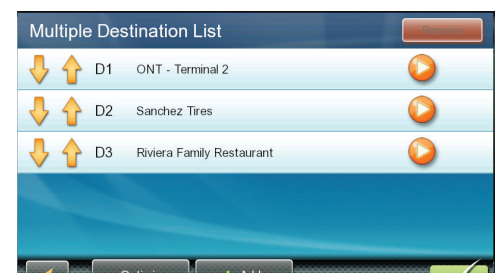 Multiple Destination List
D1 ONT - Terminal 2
D2 Sanchez Tires
D3 Riviera Family Restaurant